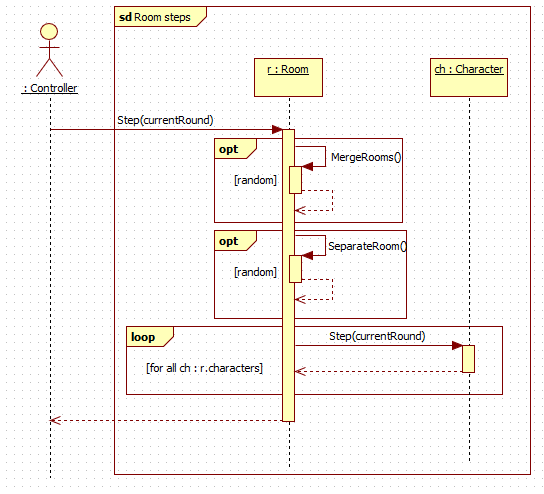 sd Room steps
: Controller
r : Room
ch : Character
Step(currentRound)
opt
MergeRooms()
[random]
opt
SeparateRoom()
[random]
loop
Step(currentRound)
[for all ch : r.characters]